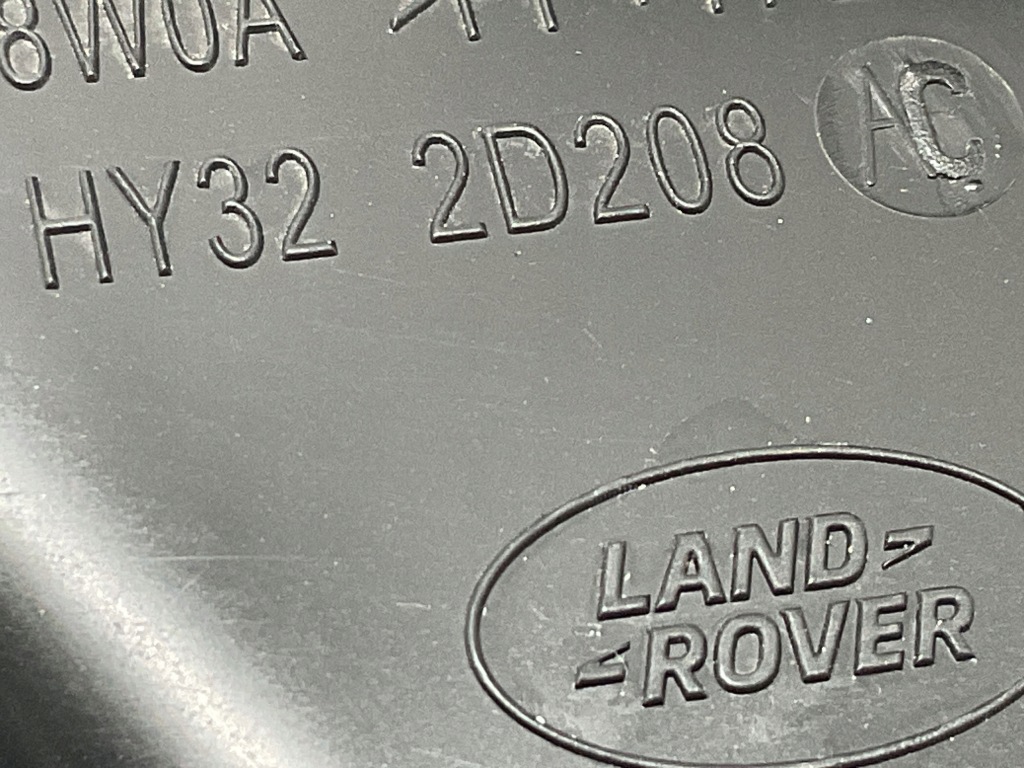 8W0A
AC
HY32 2D208
LAND
ROVER